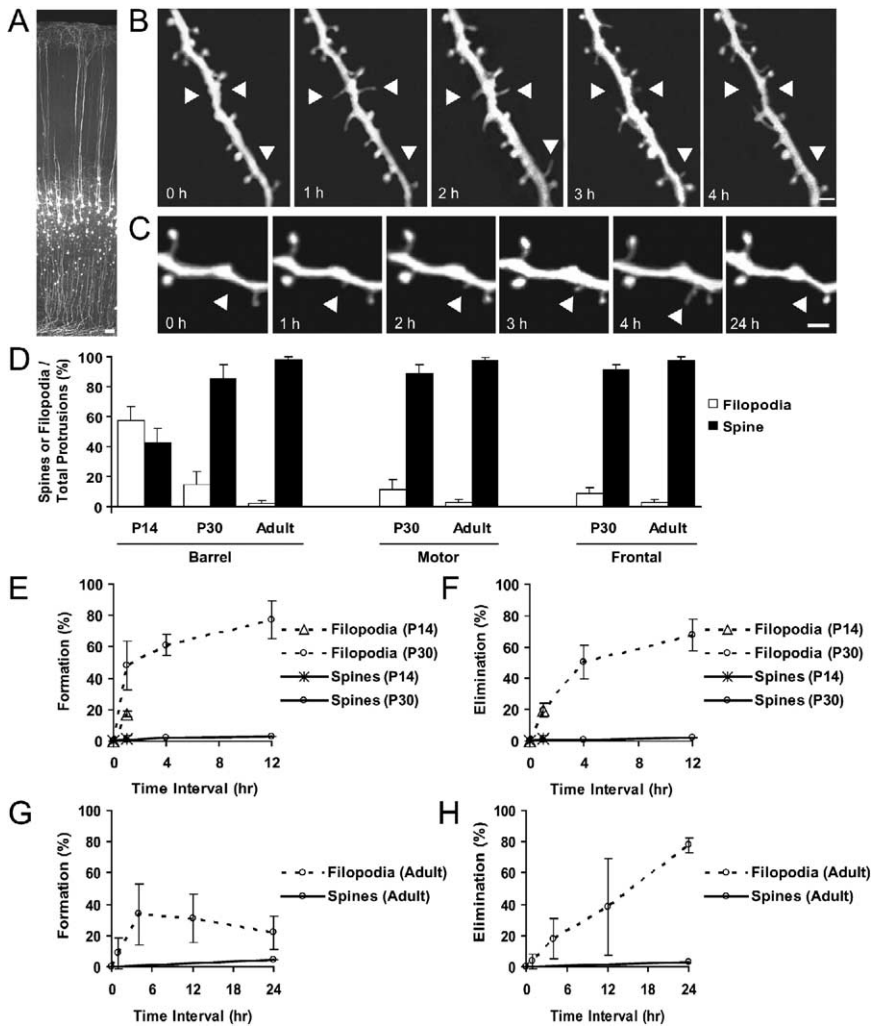 A
B
0 h
1 h
2 h
3 h
4 h
C
0 h
1 h
2 h
3 h
4 h
24 h
D
Spines or Filopodia /
Total Protrusions (%)
100
80
60
40
20
0
Filopodia
Spine
P14
P30
Adult
P30
Adult
P30
Adult
Barrel
Motor
Frontal
E
Formation (%)
100
80
60
40
20
0
0
4
8
12
Time Interval (hr)
Filopodia (P14)
Filopodia (P30)
Spines (P14)
Spines (P30)
F
Elimination (%)
100
80
60
40
20
0
0
4
8
12
Time Interval (hr)
Filopodia (P14)
Filopodia (P30)
Spines (P14)
Spines (P30)
G
Formation (%)
100
80
60
40
20
0
0
6
12
18
24
Time Interval (hr)
Filopodia (Adult)
Spines (Adult)
H
Elimination (%)
100
80
60
40
20
0
0
6
12
18
24
Time Interval (hr)
Filopodia (Adult)
Spines (Adult)